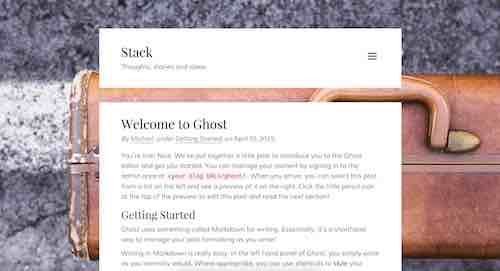 Stack
Thoughts, stories and ideas.
Welcome to Ghost
By Michael under Getting Started on April 10, 2015
You're live! Nice. We've put together a little post to introduce you to the Ghost
editor and get you started. You can manage your content by signing in to the
admin area at <your blog URL>/ghost/. When you arrive, you can select this post
from a list on the left and see a preview of it on the right. Click the little pencil icon
at the top of the preview to edit this post and read the next section!
Getting Started
Ghost uses something called Markdown for writing. Essentially, it's a shorthand
way to manage your post formatting as you write!
Writing in Markdown is really easy. In the left hand panel of Ghost, you simply write
as you normally would. Where appropriate, you can use shortcuts to style your